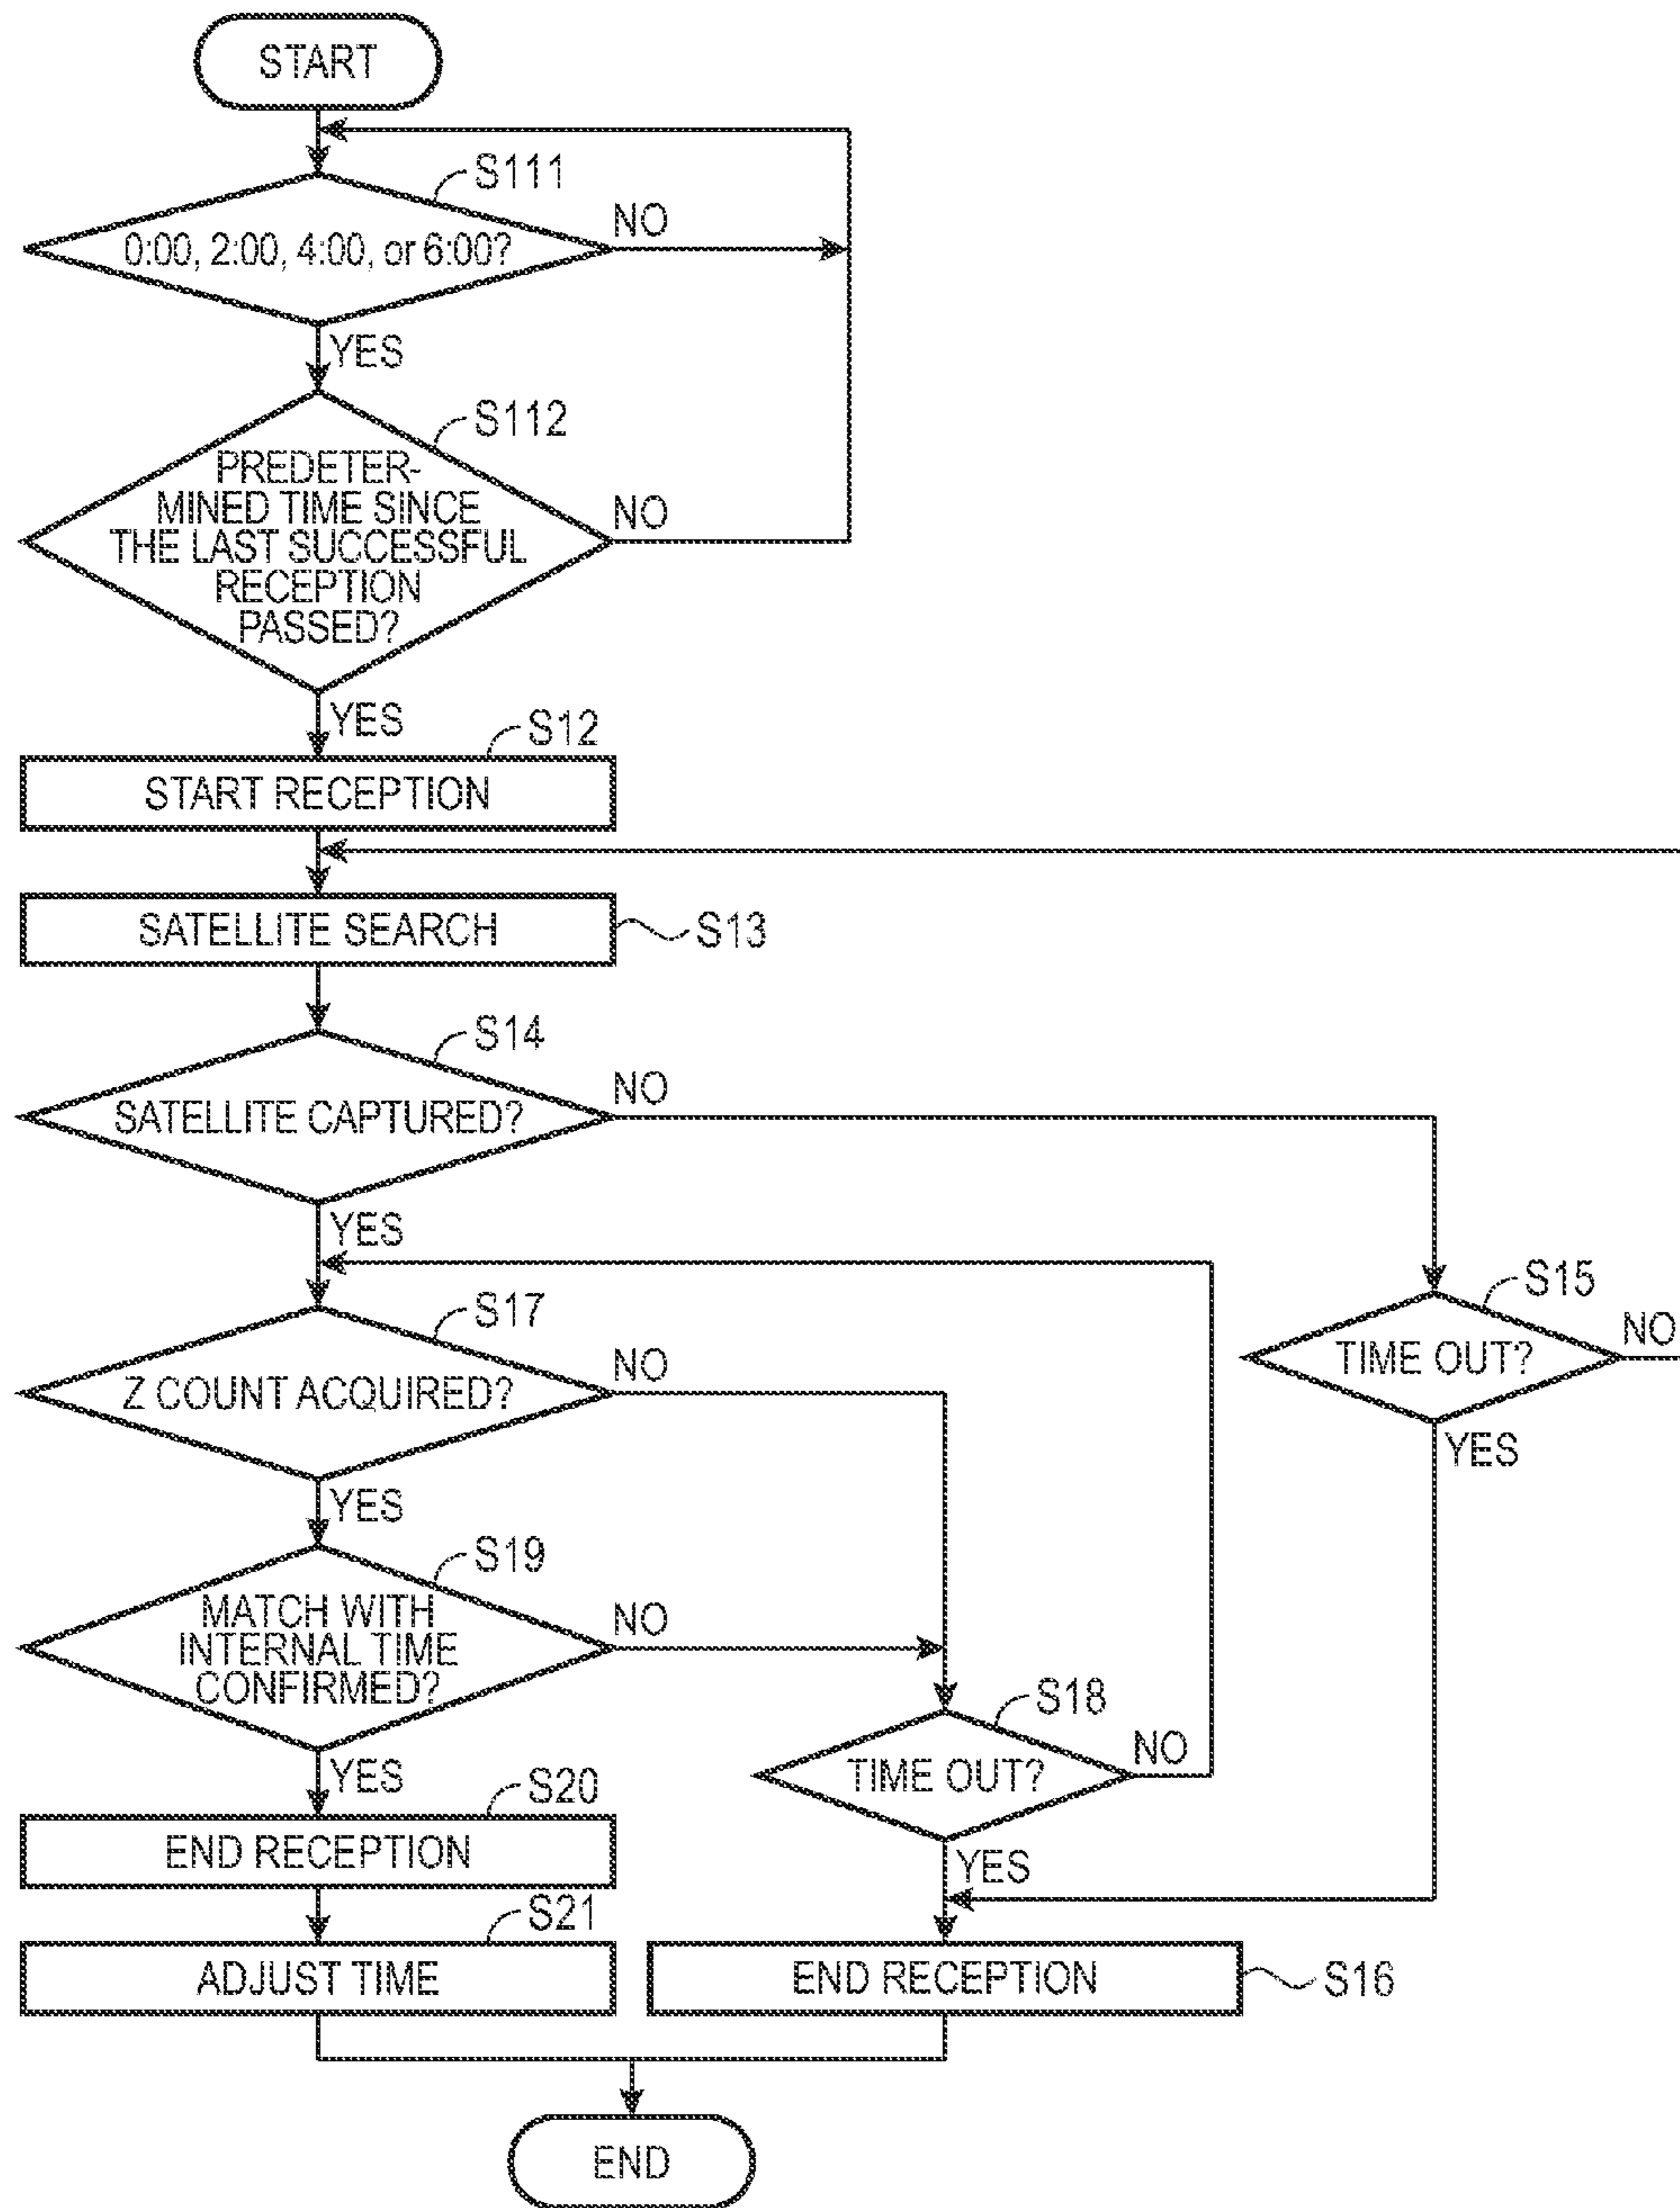 START
S111
0:00, 2:00, 4:00, or 6:00?
NO
YES
S112
PREDETER-
MINED TIME SINCE
THE LAST SUCCESSFUL
RECEPTION
PASSED?
NO
YES
S12
START RECEPTION
SATELLITE SEARCH
S13
S14
SATELLITE CAPTURED?
NO
YES
S15
TIME OUT?
NO
YES
S17
Z COUNT ACQUIRED?
NO
YES
S19
MATCH WITH
INTERNAL TIME
CONFIRMED?
NO
YES
S18
TIME OUT?
NO
YES
S20
END RECEPTION
S21
ADJUST TIME
END RECEPTION
S16
END